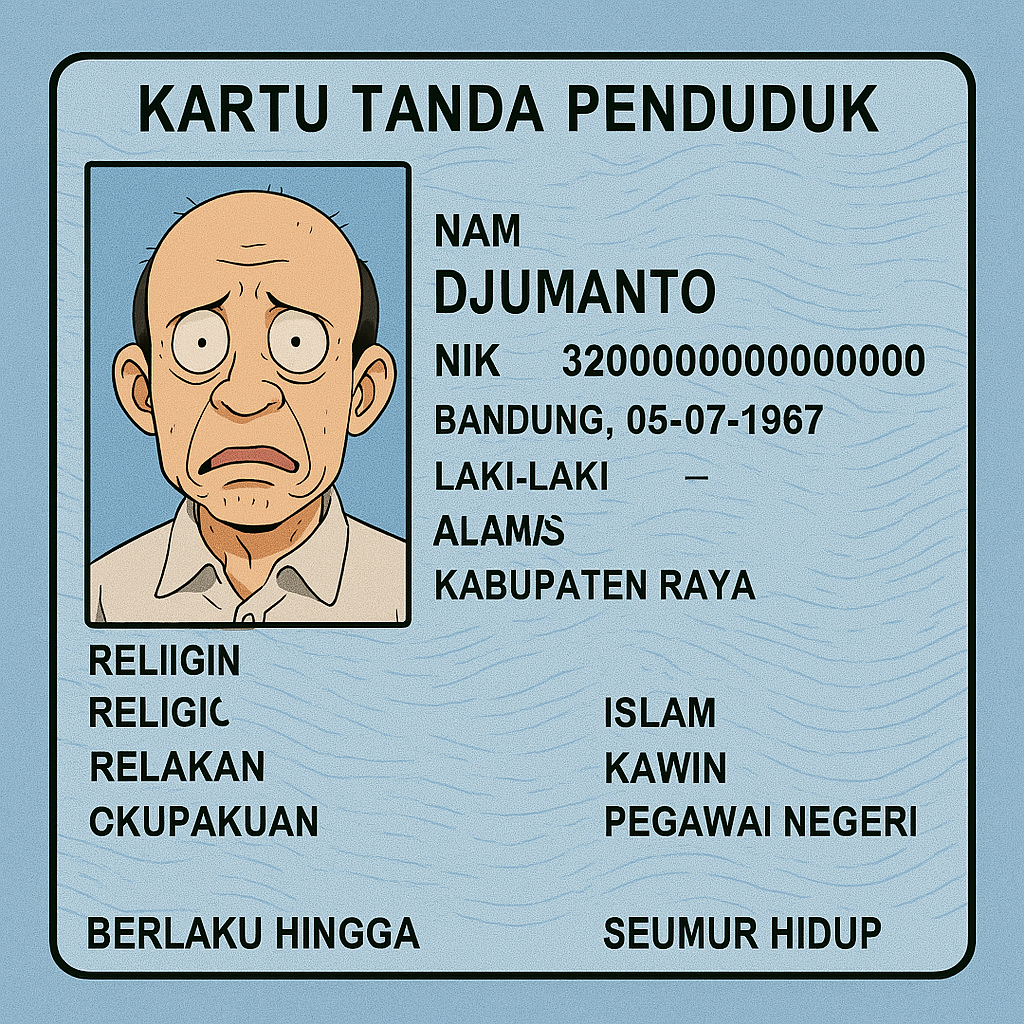 KARTU TANDA PENDUDUK
NAM
DJUMANTO
NIK 3200000000000000
BANDUNG, 05-07-1967
LAKI-LAKI –
ALAM/S
KABUPATEN RAYA
RELIIGIN
RELIGIC
ISLAM
RELAKAN
KAWIN
CKUPAKUAN
PEGAWAI NEGERI
BERLAKU HINGGA
SEUMUR HIDUP